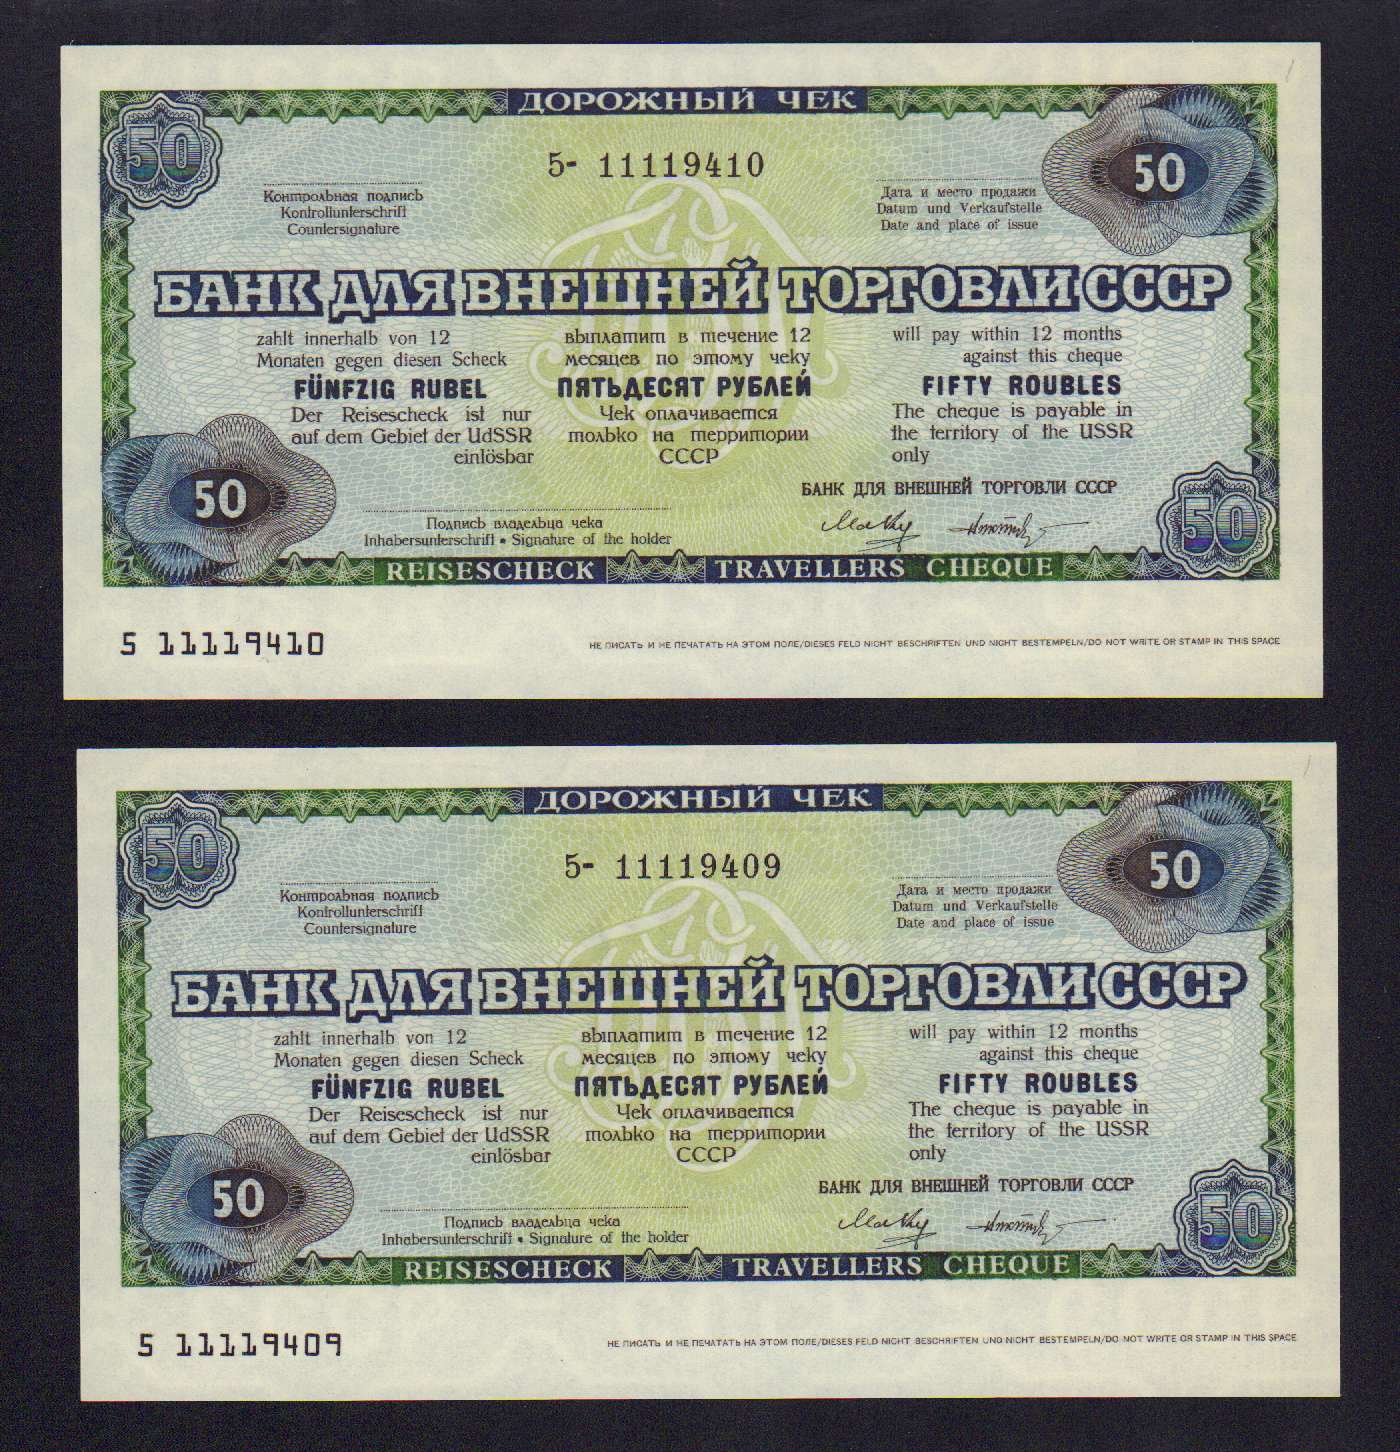 ДОРОЖНЫЙ ЧЕК
50
5- 11119410
50
Контрольная подпись
Kontrollunterschrift
Countersignature
Дата и место продажи
Datum und Verkaufstelle
Date and place of issue
БАНК ДЛЯ ВНЕШНЕЙ ТОРГОВЛИ СССР
zahlt innerhalb von 12
Monaten gegen diesen Scheck
FÜNFZIG RUBEL
Der Reisescheck ist nur
auf dem Gebiet der UdSSR
einlösbar
выплатит в течение 12
месяцев по этому чеку
ПЯТЬДЕСЯТ РУБЛЕЙ
Чек оплачивается
только на территории
СССР
will pay within 12 months
against this cheque
FIFTY ROUBLES
The cheque is payable in
the territory of the USSR
only
БАНК ДЛЯ ВНЕШНЕЙ ТОРГОВЛИ СССР
50
50
Подпись владельца чека
Inhabersunterschrift • Signature of the holder
REISESCHECK TRAVELLERS CHEQUE
5 11119410
НЕ ПИСАТЬ И НЕ ПЕЧАТАТЬ НА ЭТОМ ПОЛЕ/DIESES FELD NICHT BESCHRIFTEN UND NICHT BESTEMPELN/DO NOT WRITE OR STAMP IN THIS SPACE
ДОРОЖНЫЙ ЧЕК
50
5- 11119409
50
Контрольная подпись
Kontrollunterschrift
Countersignature
Дата и место продажи
Datum und Verkaufstelle
Date and place of issue
БАНК ДЛЯ ВНЕШНЕЙ ТОРГОВЛИ СССР
zahlt innerhalb von 12
Monaten gegen diesen Scheck
FÜNFZIG RUBEL
Der Reisescheck ist nur
auf dem Gebiet der UdSSR
einlösbar
выплатит в течение 12
месяцев по этому чеку
ПЯТЬДЕСЯТ РУБЛЕЙ
Чек оплачивается
только на территории
СССР
will pay within 12 months
against this cheque
FIFTY ROUBLES
The cheque is payable in
the territory of the USSR
only
БАНК ДЛЯ ВНЕШНЕЙ ТОРГОВЛИ СССР
50
50
Подпись владельца чека
Inhabersunterschrift • Signature of the holder
REISESCHECK TRAVELLERS CHEQUE
5 11119409
НЕ ПИСАТЬ И НЕ ПЕЧАТАТЬ НА ЭТОМ ПОЛЕ/DIESES FELD NICHT BESCHRIFTEN UND NICHT BESTEMPELN/DO NOT WRITE OR STAMP IN THIS SPACE